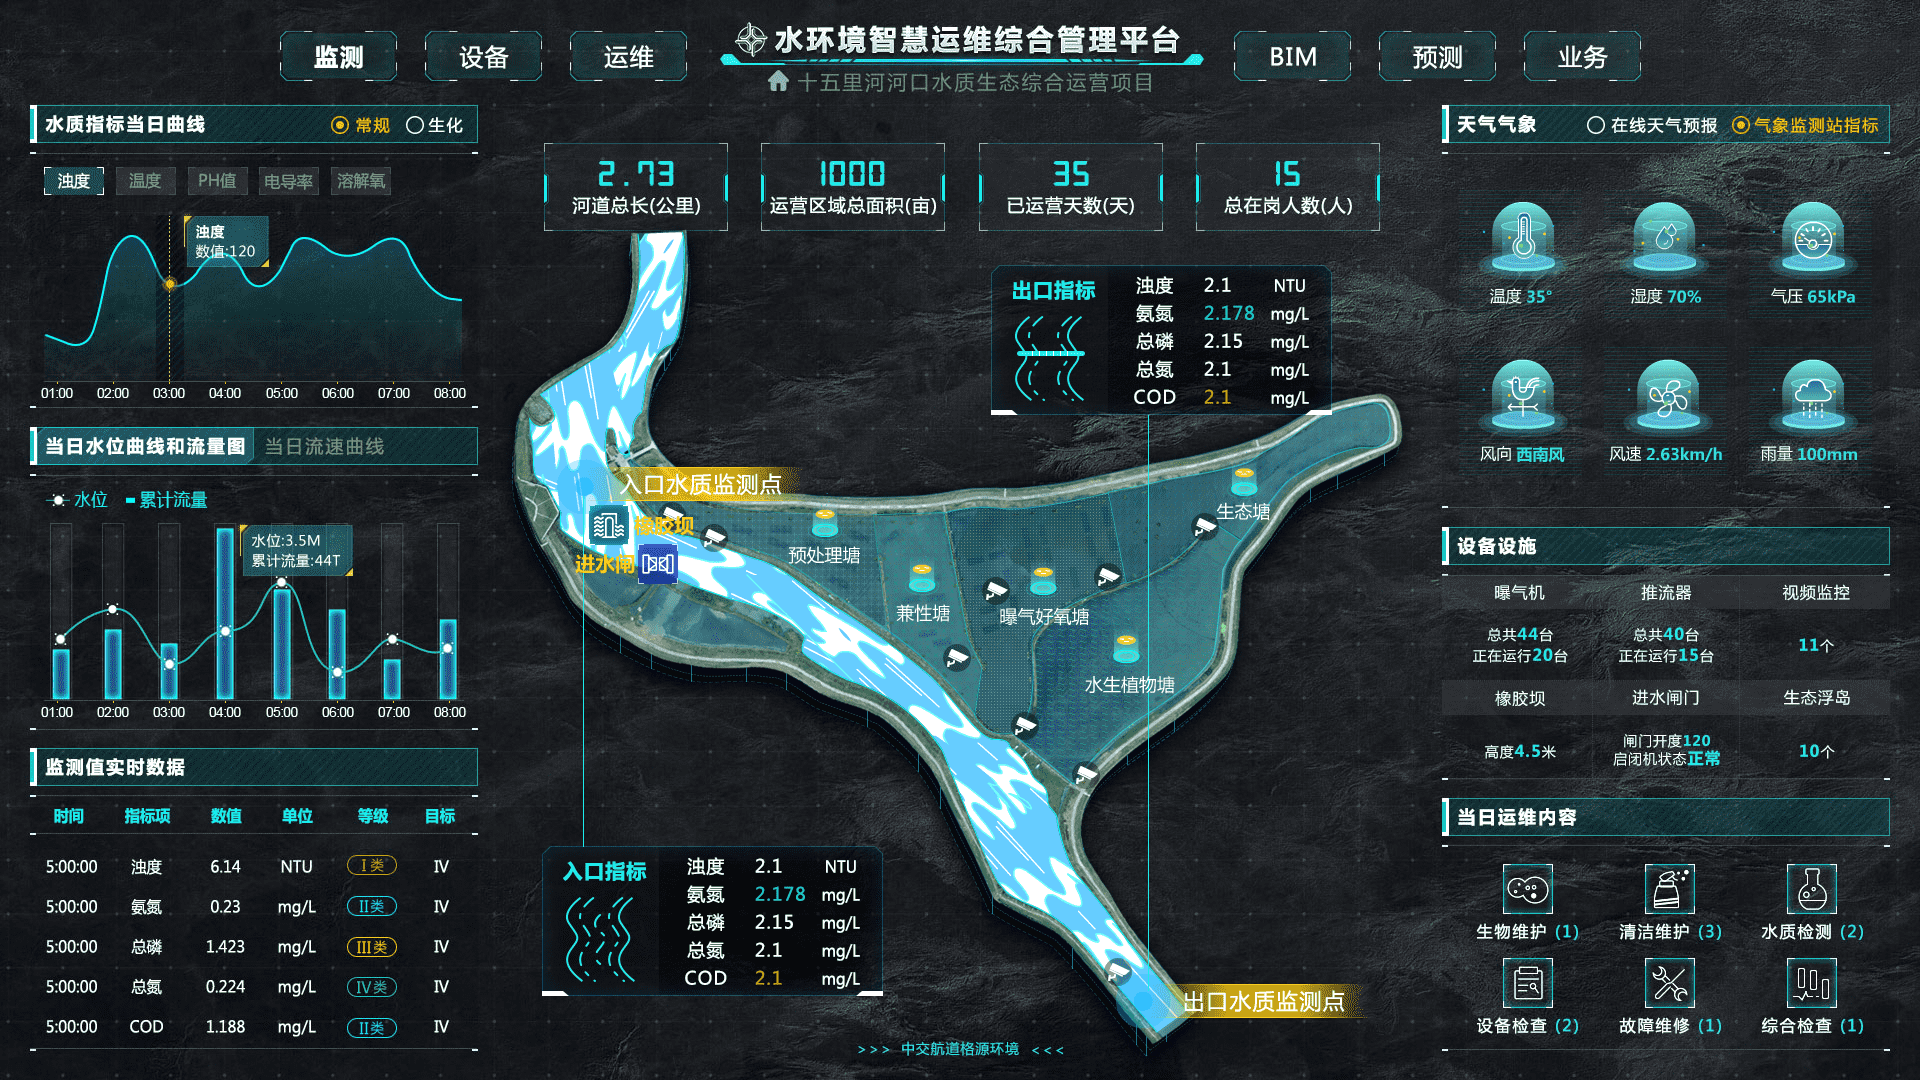 监测
设备
运维
水环境智慧运维综合管理平台
十五里河河口水质生态综合运营项目
BIM
预测
业务
水质指标当日曲线
常规
生化
浊度
温度
PH值
电导率
溶解氧
浊度
数值:120
01:00 02:00 03:00 04:00 05:00 06:00 07:00 08:00
当日水位曲线和流量图
当日流速曲线
水位
累计流量
水位:3.5M
累计流量:44T
01:00 02:00 03:00 04:00 05:00 06:00 07:00 08:00
监测值实时数据
时间 指标项 数值 单位 等级 目标
5:00:00 浊度 6.14 NTU I类 IV
5:00:00 氨氮 0.23 mg/L II类 IV
5:00:00 总磷 1.423 mg/L III类 IV
5:00:00 总氮 0.224 mg/L IV类 IV
5:00:00 COD 1.188 mg/L II类 IV
2.73
河道总长(公里)
1000
运营区域总面积(亩)
35
已运营天数(天)
15
总在岗人数(人)
出口指标
浊度 2.1 NTU
氨氮 2.178 mg/L
总磷 2.15 mg/L
总氮 2.1 mg/L
COD 2.1 mg/L
入口水质监测点
橡胶坝
进水闸
预处理塘
兼性塘
曝气好氧塘
生态塘
水生植物塘
入口指标
浊度 2.1 NTU
氨氮 2.178 mg/L
总磷 2.15 mg/L
总氮 2.1 mg/L
COD 2.1 mg/L
出口水质监测点
>>> 中交航道格源环境 <<<
天气气象
在线天气预报
气象监测站指标
温度 35°
湿度 70%
气压 65kPa
风向 西南风
风速 2.63km/h
雨量 100mm
设备设施
曝气机 推流器 视频监控
总共44台
正在运行20台
总共40台
正在运行15台
11个
橡胶坝 进水闸门 生态浮岛
高度4.5米
闸门开度120
启闭机状态正常
10个
当日运维内容
生物维护 (1)
清洁维护 (3)
水质检测 (2)
设备检查 (2)
故障维修 (1)
综合检查 (1)